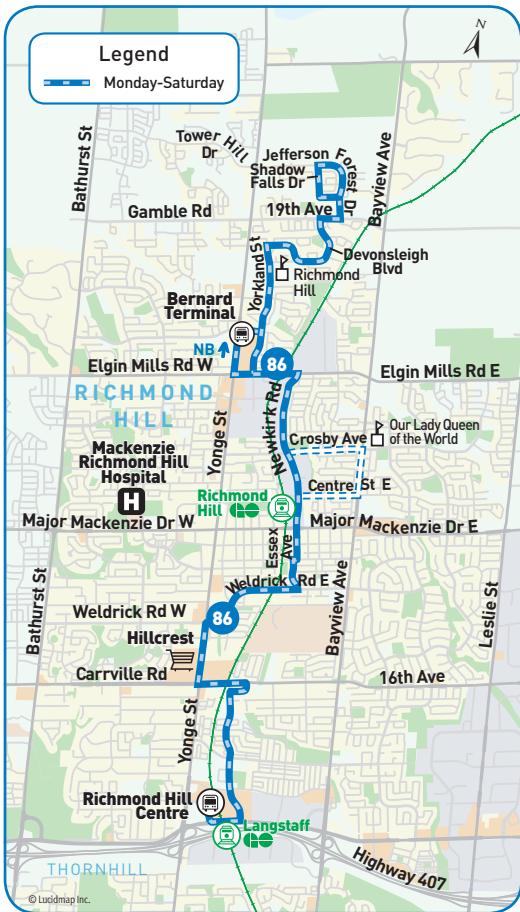 N
Legend
Monday-Saturday
Bathurst St
Tower Hill
Dr
Jefferson Forest Dr
Shadow
Falls Dr
Bayview Ave
Gamble Rd
19th Ave
Devonsleigh
Blvd
Yorkland St
Richmond
Hill
Bernard
Terminal
NB
Elgin Mills Rd W
86
Elgin Mills Rd E
RICHMOND
HILL
Yonge St
Newkirk Rd
Crosby Ave
Our Lady Queen
of the World
Mackenzie
Richmond Hill
Hospital
H
Centre St E
Richmond
Hill
GO
Major Mackenzie Dr W
Major Mackenzie Dr E
Essex
Ave
Weldrick Rd E
Bathurst St
Bayview Ave
Leslie St
Weldrick Rd W
86
Hillcrest
Carrville Rd
16th Ave
Yonge St
Richmond Hill
Centre
Langstaff
GO
Highway 407
THORNHILL
© Lucidmap Inc.